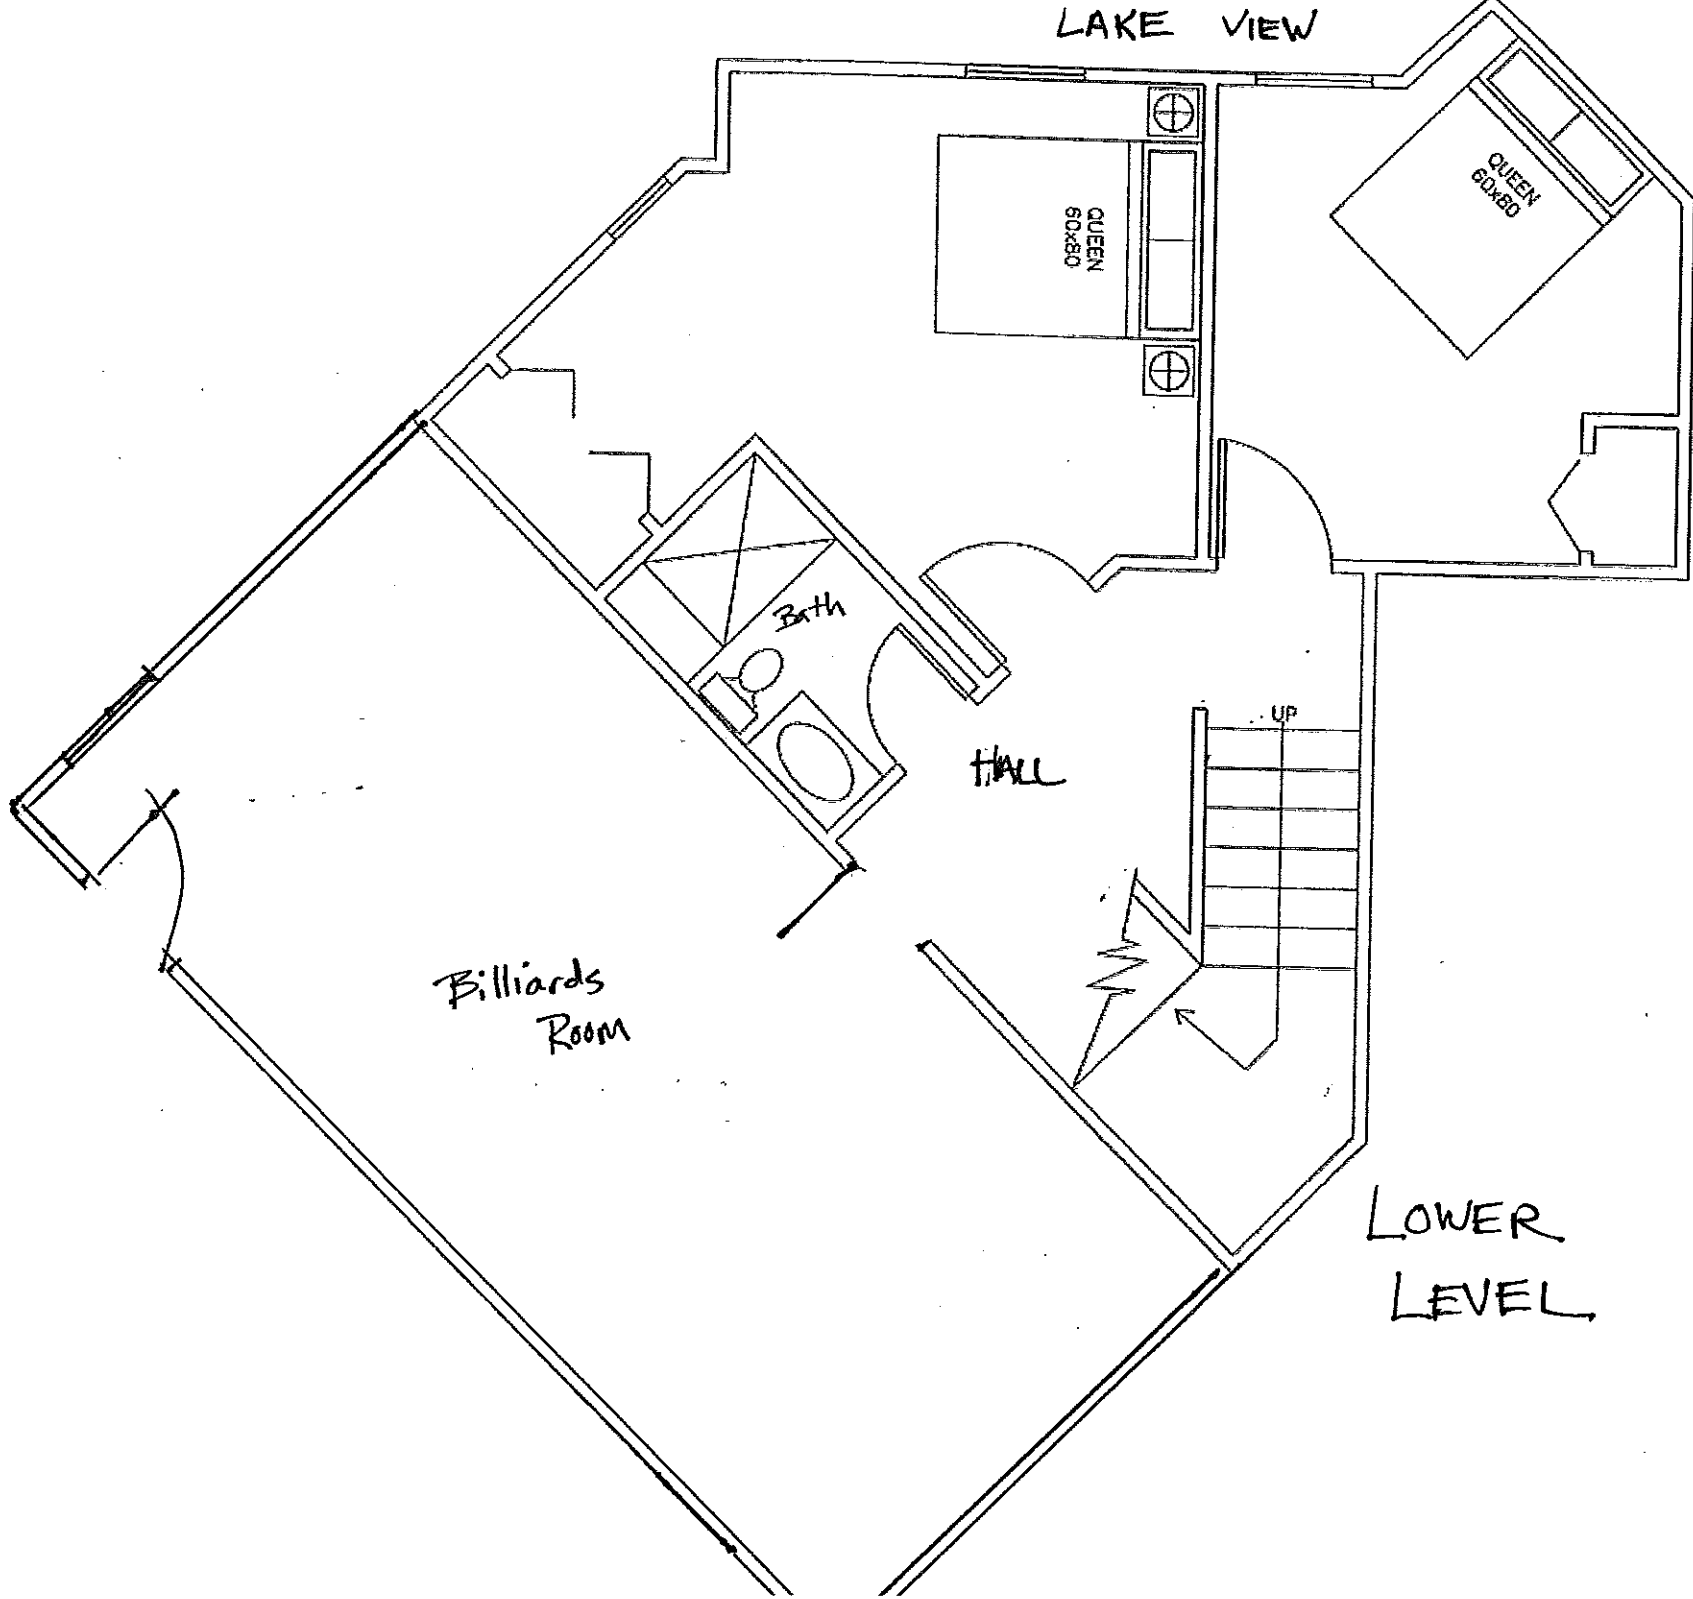 LAKE VIEW
QUEEN
60x80
QUEEN
60x80
Bath
UP
HALL
Billiards
Room
LOWER
LEVEL